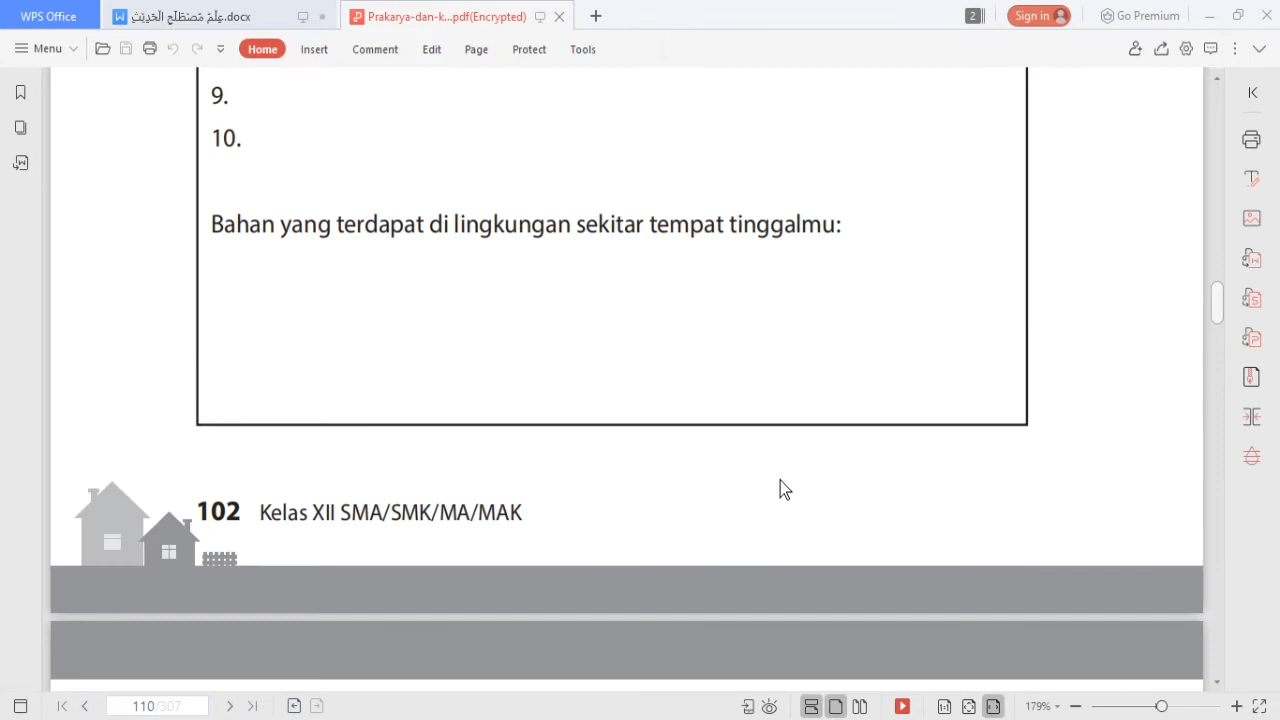 WPS Office
عِلْمُ مُصْطَلَحِ الْحَدِيْثِ.docx
Prakarya-dan-k...pdf(Encrypted)
2
Sign in
Go Premium
Menu
Home
Insert
Comment
Edit
Page
Protect
Tools
9.
10.
Bahan yang terdapat di lingkungan sekitar tempat tinggalmu:
102 Kelas XII SMA/SMK/MA/MAK
110/307
179%